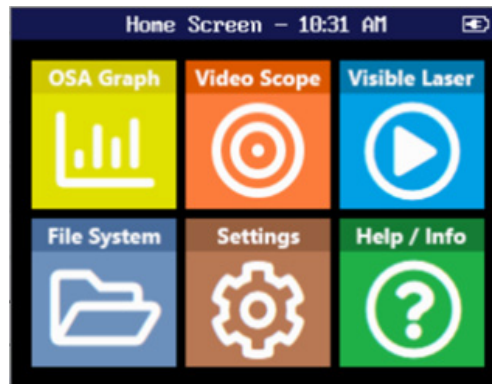 Home Screen - 10:31 AM
OSA Graph Video Scope Visible Laser
File System Settings Help / Info